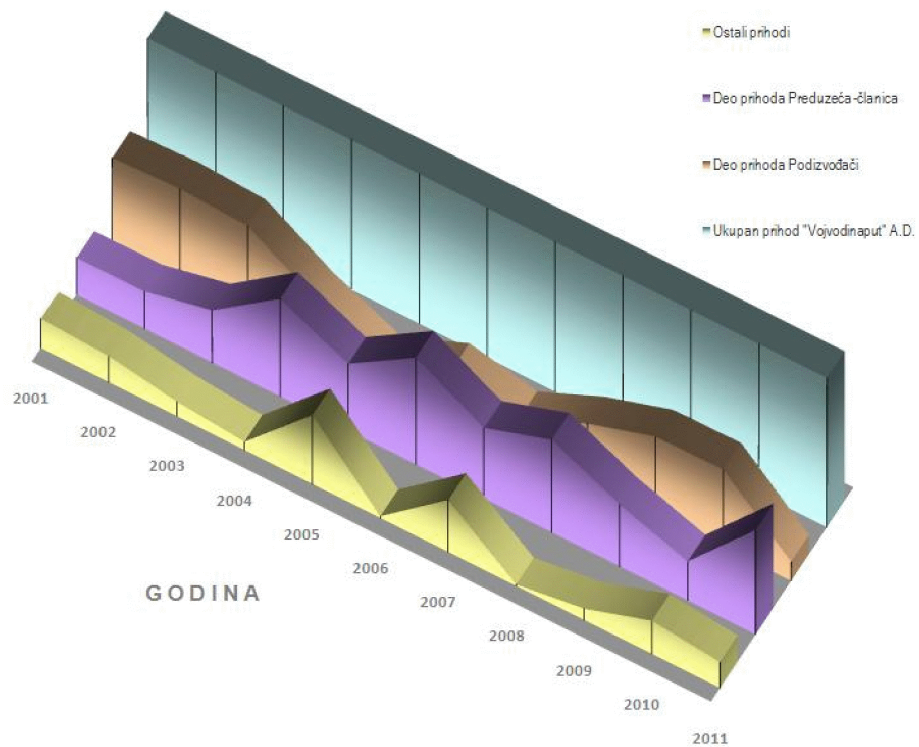 Ostali prihodi
Deo prihoda Preduzeća-članica
Deo prihoda Podizvođači
Ukupan prihod "Vojvodinaput" A.D.
2001
2002
2003
2004
2005
2006
2007
2008
2009
2010
2011
GODINA